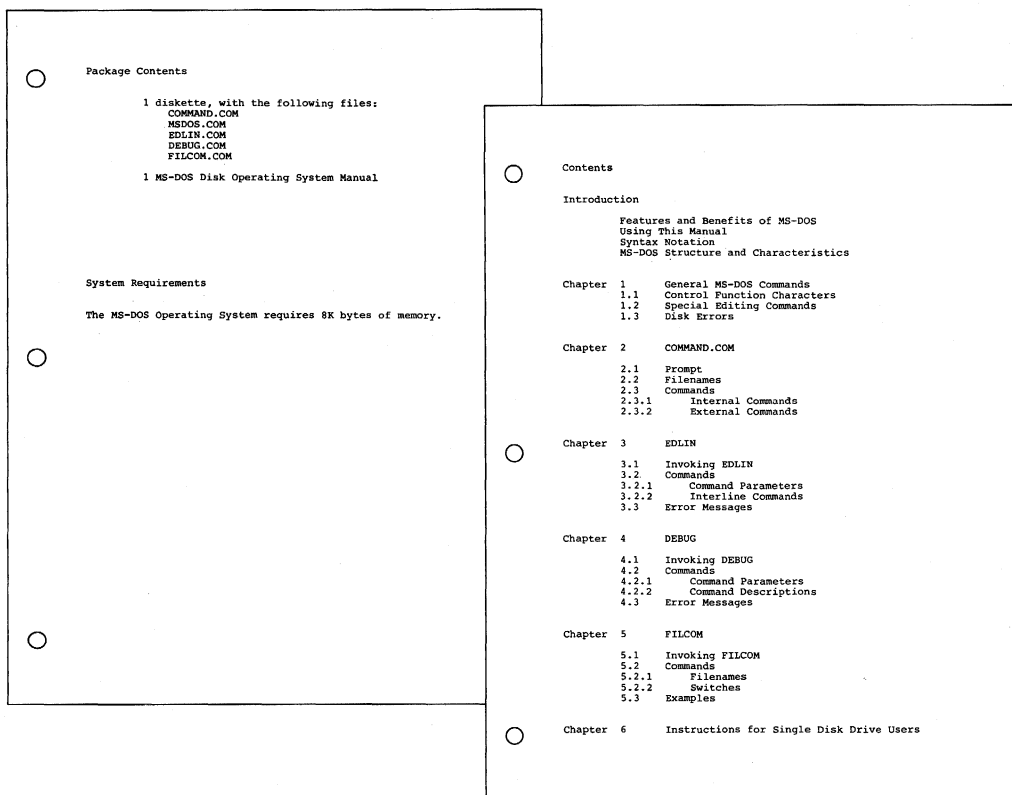 Package Contents
1 diskette, with the following files:
COMMAND.COM
MSDOS.COM
EDLIN.COM
DEBUG.COM
FILCOM.COM
1 MS-DOS Disk Operating System Manual
System Requirements
The MS-DOS Operating System requires 8K bytes of memory.
Contents
Introduction
Features and Benefits of MS-DOS
Using This Manual
Syntax Notation
MS-DOS Structure and Characteristics
Chapter 1 General MS-DOS Commands
1.1 Control Function Characters
1.2 Special Editing Commands
1.3 Disk Errors
Chapter 2 COMMAND.COM
2.1 Prompt
2.2 Filenames
2.3 Commands
2.3.1 Internal Commands
2.3.2 External Commands
Chapter 3 EDLIN
3.1 Invoking EDLIN
3.2. Commands
3.2.1 Command Parameters
3.2.2 Interline Commands
3.3 Error Messages
Chapter 4 DEBUG
4.1 Invoking DEBUG
4.2 Commands
4.2.1 Command Parameters
4.2.2 Command Descriptions
4.3 Error Messages
Chapter 5 FILCOM
5.1 Invoking FILCOM
5.2 Commands
5.2.1 Filenames
5.2.2 Switches
5.3 Examples
Chapter 6 Instructions for Single Disk Drive Users